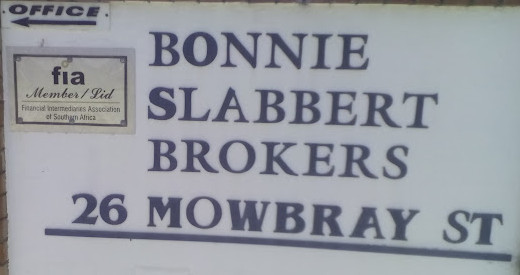 OFFICE
fia
Member/Lid
Financial Intermediaries Association
of Southern Africa
BONNIE
SLABBERT
BROKERS
26 MOWBRAY ST